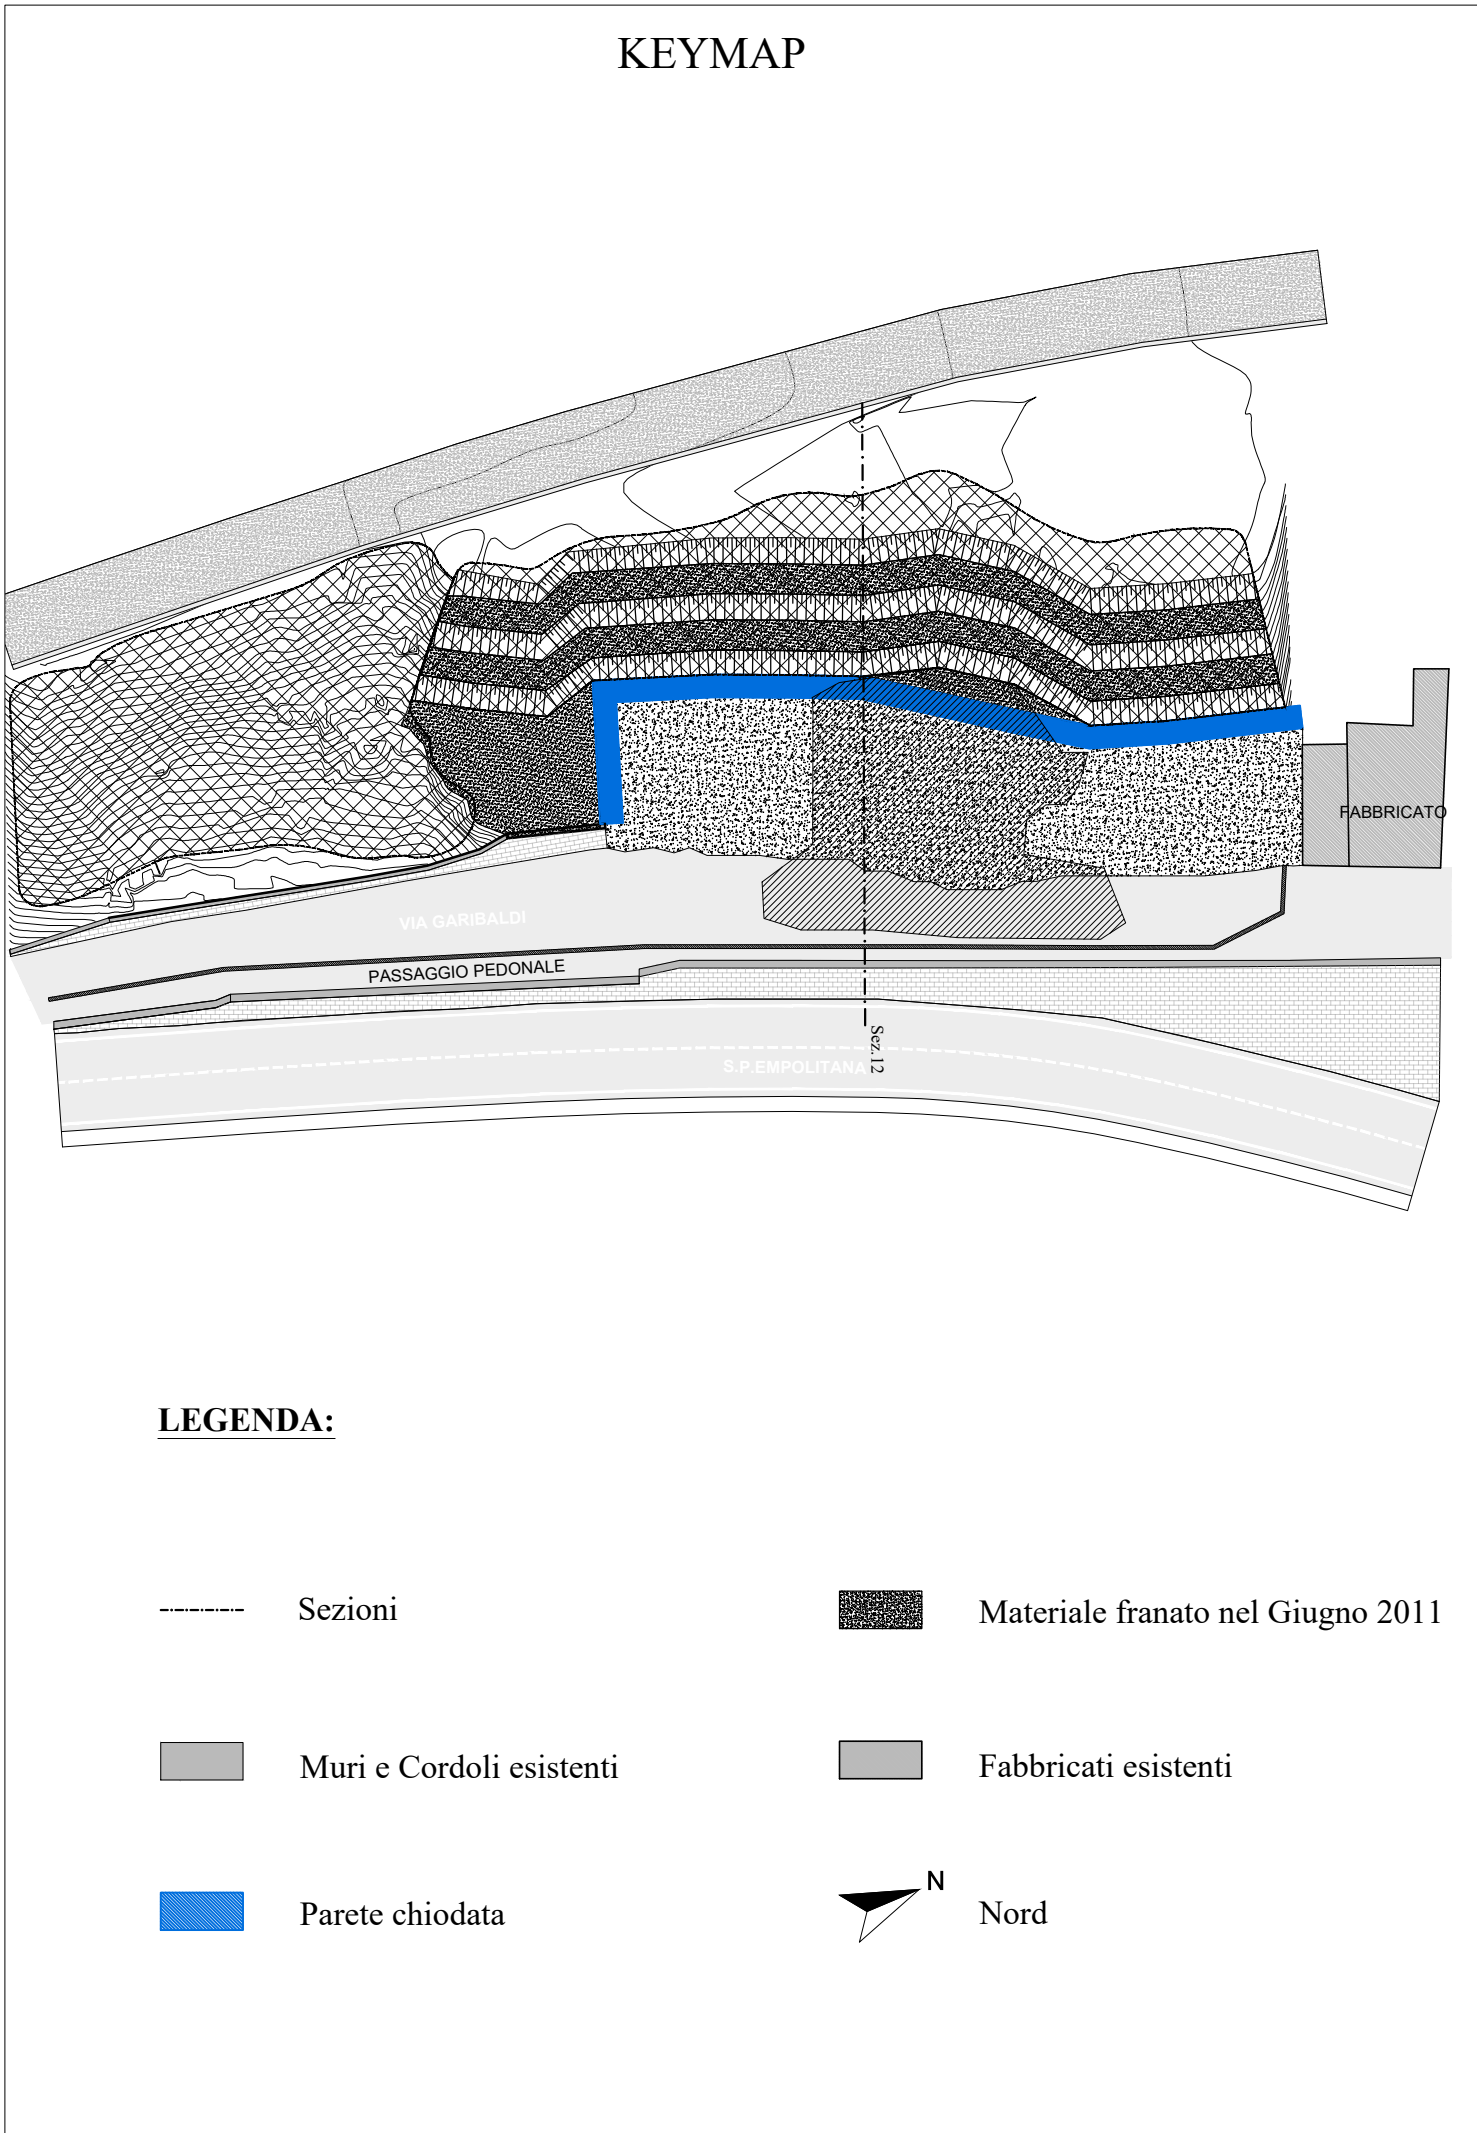 KEYMAP
FABBRICATO
VIA GARIBALDI
PASSAGGIO PEDONALE
Sez.12
S.P.EMPOLITANA
LEGENDA:
Sezioni
Materiale franato nel Giugno 2011
Muri e Cordoli esistenti
Fabbricati esistenti
Parete chiodata
N
Nord